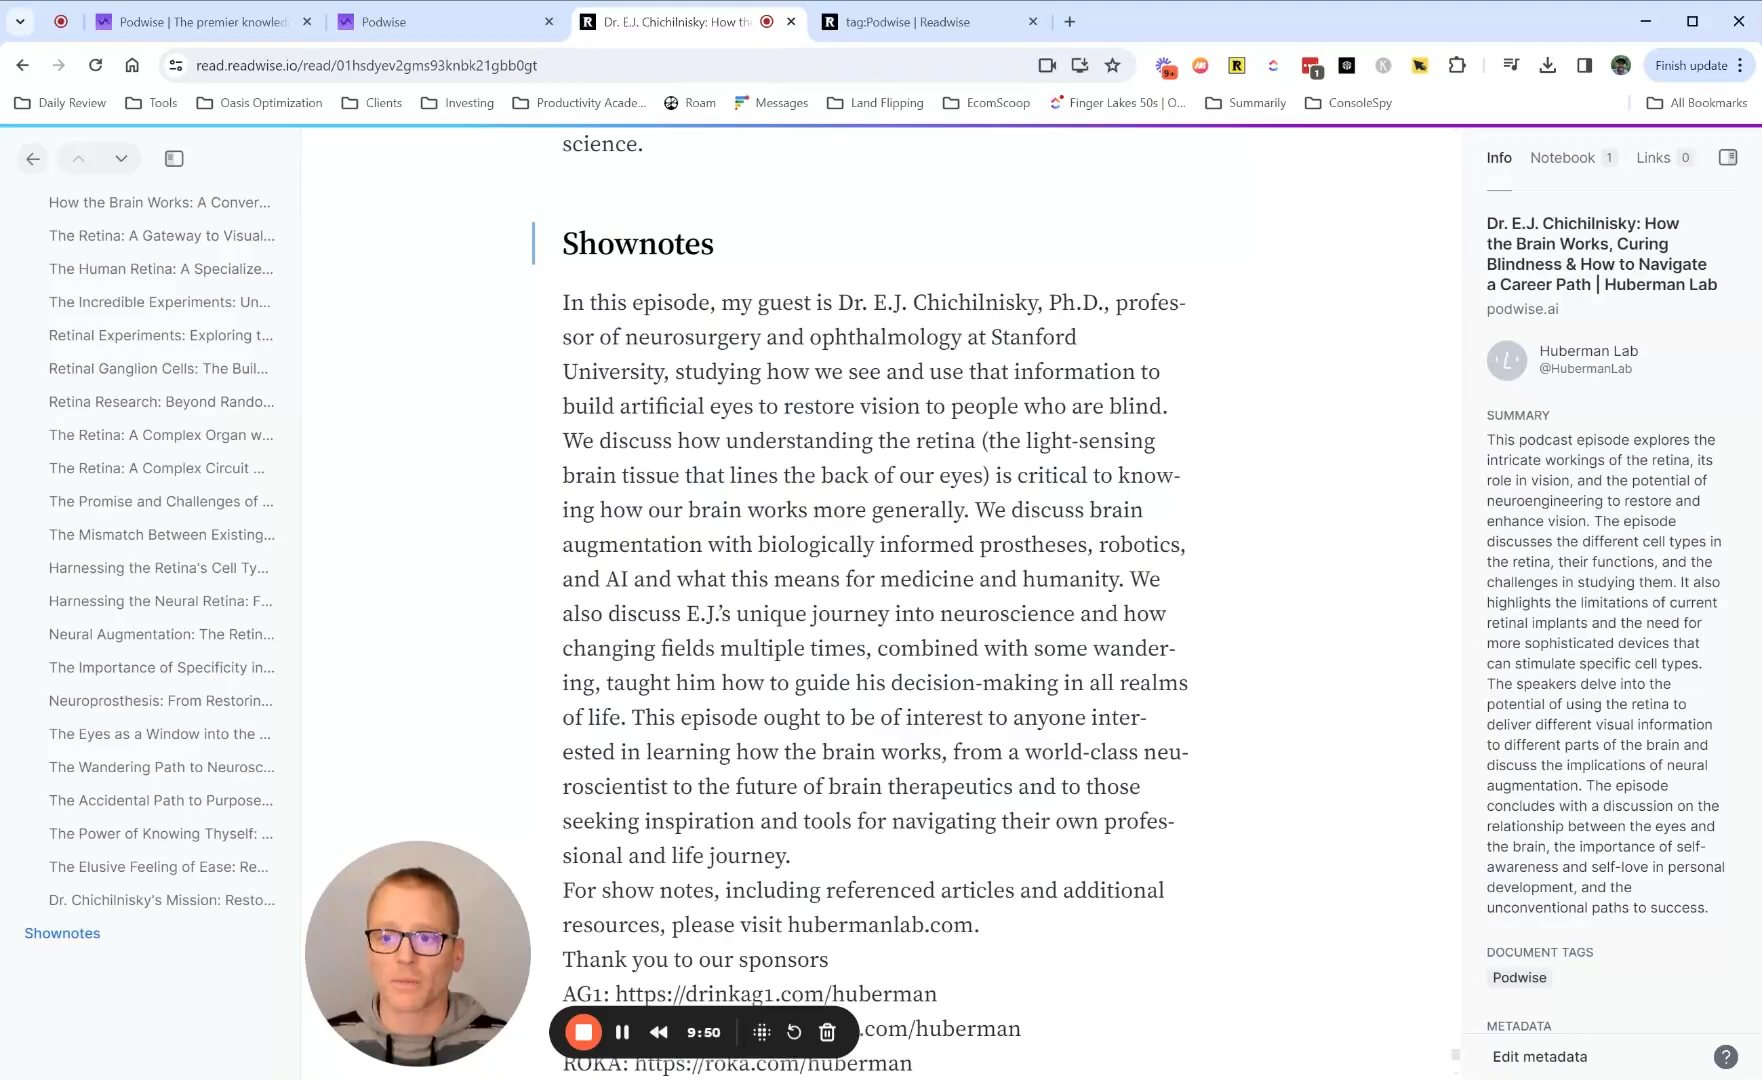 Podwise | The premier knowled
Podwise
R Dr. E.J. Chichilnisky: How the
R tag:Podwise | Readwise
read.readwise.io/read/01hsdyev2gms93knbk21gbb0gt
9+
R
1
K
Finish update
Daily Review
Tools
Oasis Optimization
Clients
Investing
Productivity Acade...
Roam
Messages
Land Flipping
EcomScoop
Finger Lakes 50s | O...
Summarily
ConsoleSpy
All Bookmarks
How the Brain Works: A Conver...
The Retina: A Gateway to Visual...
The Human Retina: A Specialize...
The Incredible Experiments: Un...
Retinal Experiments: Exploring t...
Retinal Ganglion Cells: The Buil...
Retina Research: Beyond Rando...
The Retina: A Complex Organ w...
The Retina: A Complex Circuit ...
The Promise and Challenges of ...
The Mismatch Between Existing...
Harnessing the Retina's Cell Ty...
Harnessing the Neural Retina: F...
Neural Augmentation: The Retin...
The Importance of Specificity in...
Neuroprosthesis: From Restorin...
The Eyes as a Window into the ...
The Wandering Path to Neurosc...
The Accidental Path to Purpose...
The Power of Knowing Thyself: ...
The Elusive Feeling of Ease: Re...
Dr. Chichilnisky's Mission: Resto...
Shownotes
science.
Shownotes
In this episode, my guest is Dr. E.J. Chichilnisky, Ph.D., profes-
sor of neurosurgery and ophthalmology at Stanford
University, studying how we see and use that information to
build artificial eyes to restore vision to people who are blind.
We discuss how understanding the retina (the light-sensing
brain tissue that lines the back of our eyes) is critical to know-
ing how our brain works more generally. We discuss brain
augmentation with biologically informed prostheses, robotics,
and AI and what this means for medicine and humanity. We
also discuss E.J.’s unique journey into neuroscience and how
changing fields multiple times, combined with some wander-
ing, taught him how to guide his decision-making in all realms
of life. This episode ought to be of interest to anyone inter-
ested in learning how the brain works, from a world-class neu-
roscientist to the future of brain therapeutics and to those
seeking inspiration and tools for navigating their own profes-
sional and life journey.
For show notes, including referenced articles and additional
resources, please visit hubermanlab.com.
Thank you to our sponsors
AG1: https://drinkag1.com/huberman
.com/huberman
ROKA: https://roka.com/huberman
9:50
Info
Notebook 1
Links 0
Dr. E.J. Chichilnisky: How
the Brain Works, Curing
Blindness & How to Navigate
a Career Path | Huberman Lab
podwise.ai
Huberman Lab
@HubermanLab
SUMMARY
This podcast episode explores the
intricate workings of the retina, its
role in vision, and the potential of
neuroengineering to restore and
enhance vision. The episode
discusses the different cell types in
the retina, their functions, and the
challenges in studying them. It also
highlights the limitations of current
retinal implants and the need for
more sophisticated devices that
can stimulate specific cell types.
The speakers delve into the
potential of using the retina to
deliver different visual information
to different parts of the brain and
discuss the implications of neural
augmentation. The episode
concludes with a discussion on the
relationship between the eyes and
the brain, the importance of self-
awareness and self-love in personal
development, and the
unconventional paths to success.
DOCUMENT TAGS
Podwise
METADATA
Edit metadata
?